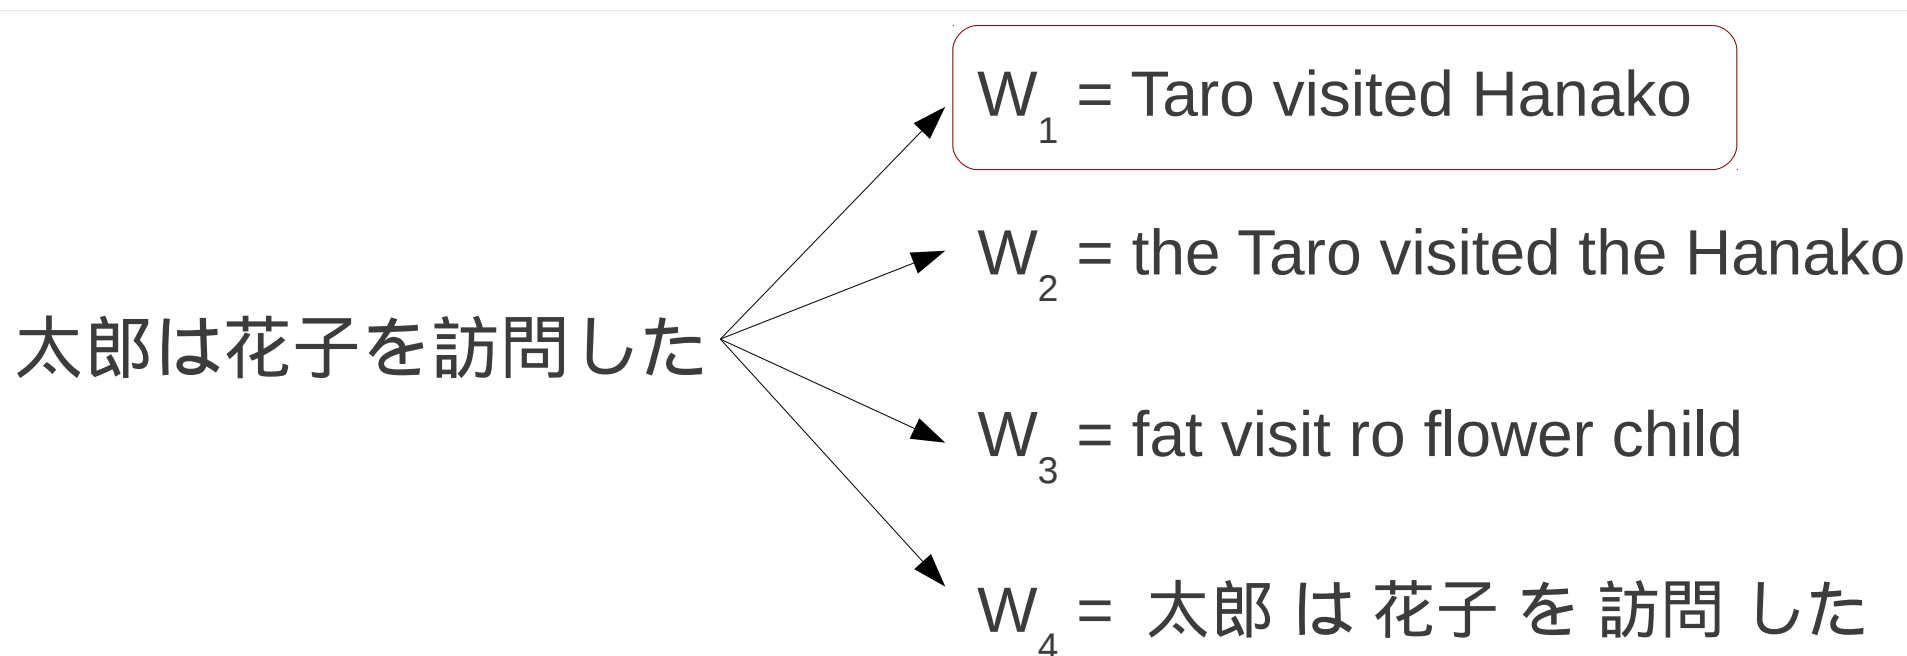 W1 = Taro visited Hanako
W2 = the Taro visited the Hanako
太郎は花子を訪問した
W3 = fat visit ro flower child
W4 = 太郎 は 花子 を 訪問 した